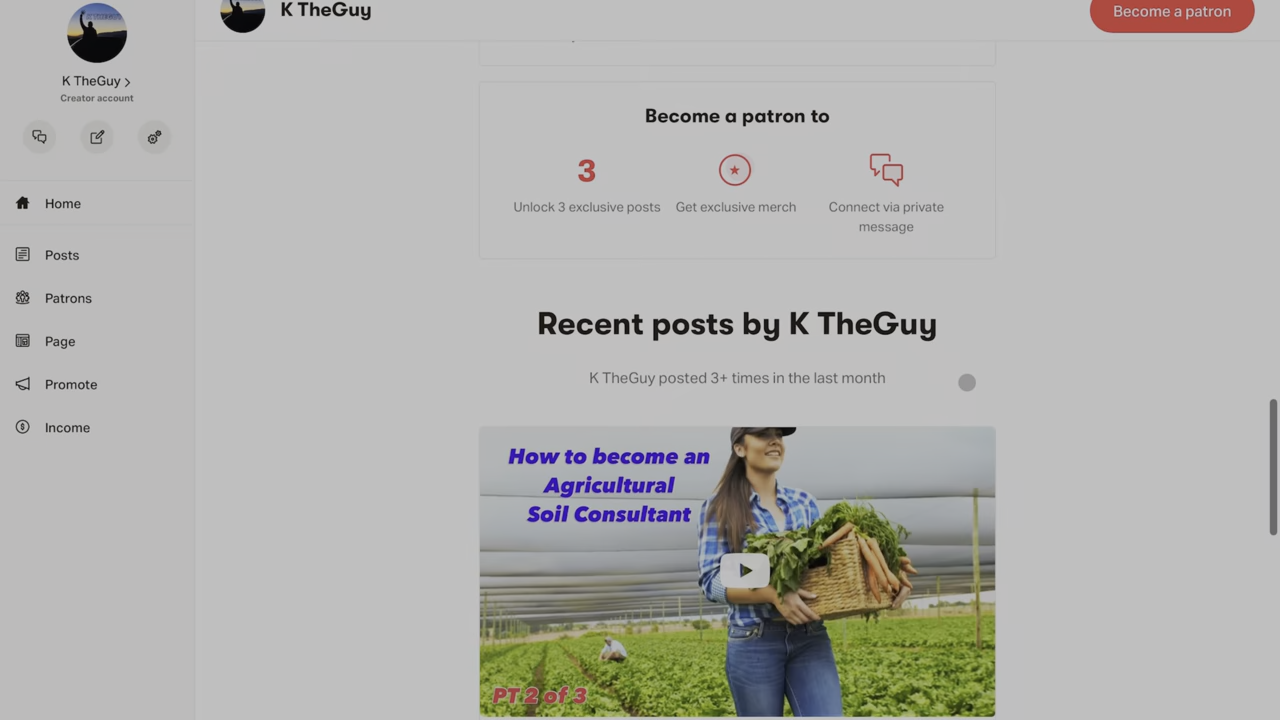 K TheGuy
Become a patron
K TheGuy
Creator account
Home
Posts
Patrons
Page
Promote
Income
Become a patron to
3
Unlock 3 exclusive posts
Get exclusive merch
Connect via private
message
Recent posts by K TheGuy
K TheGuy posted 3+ times in the last month
How to become an
Agricultural
Soil Consultant
PT 2 of 3